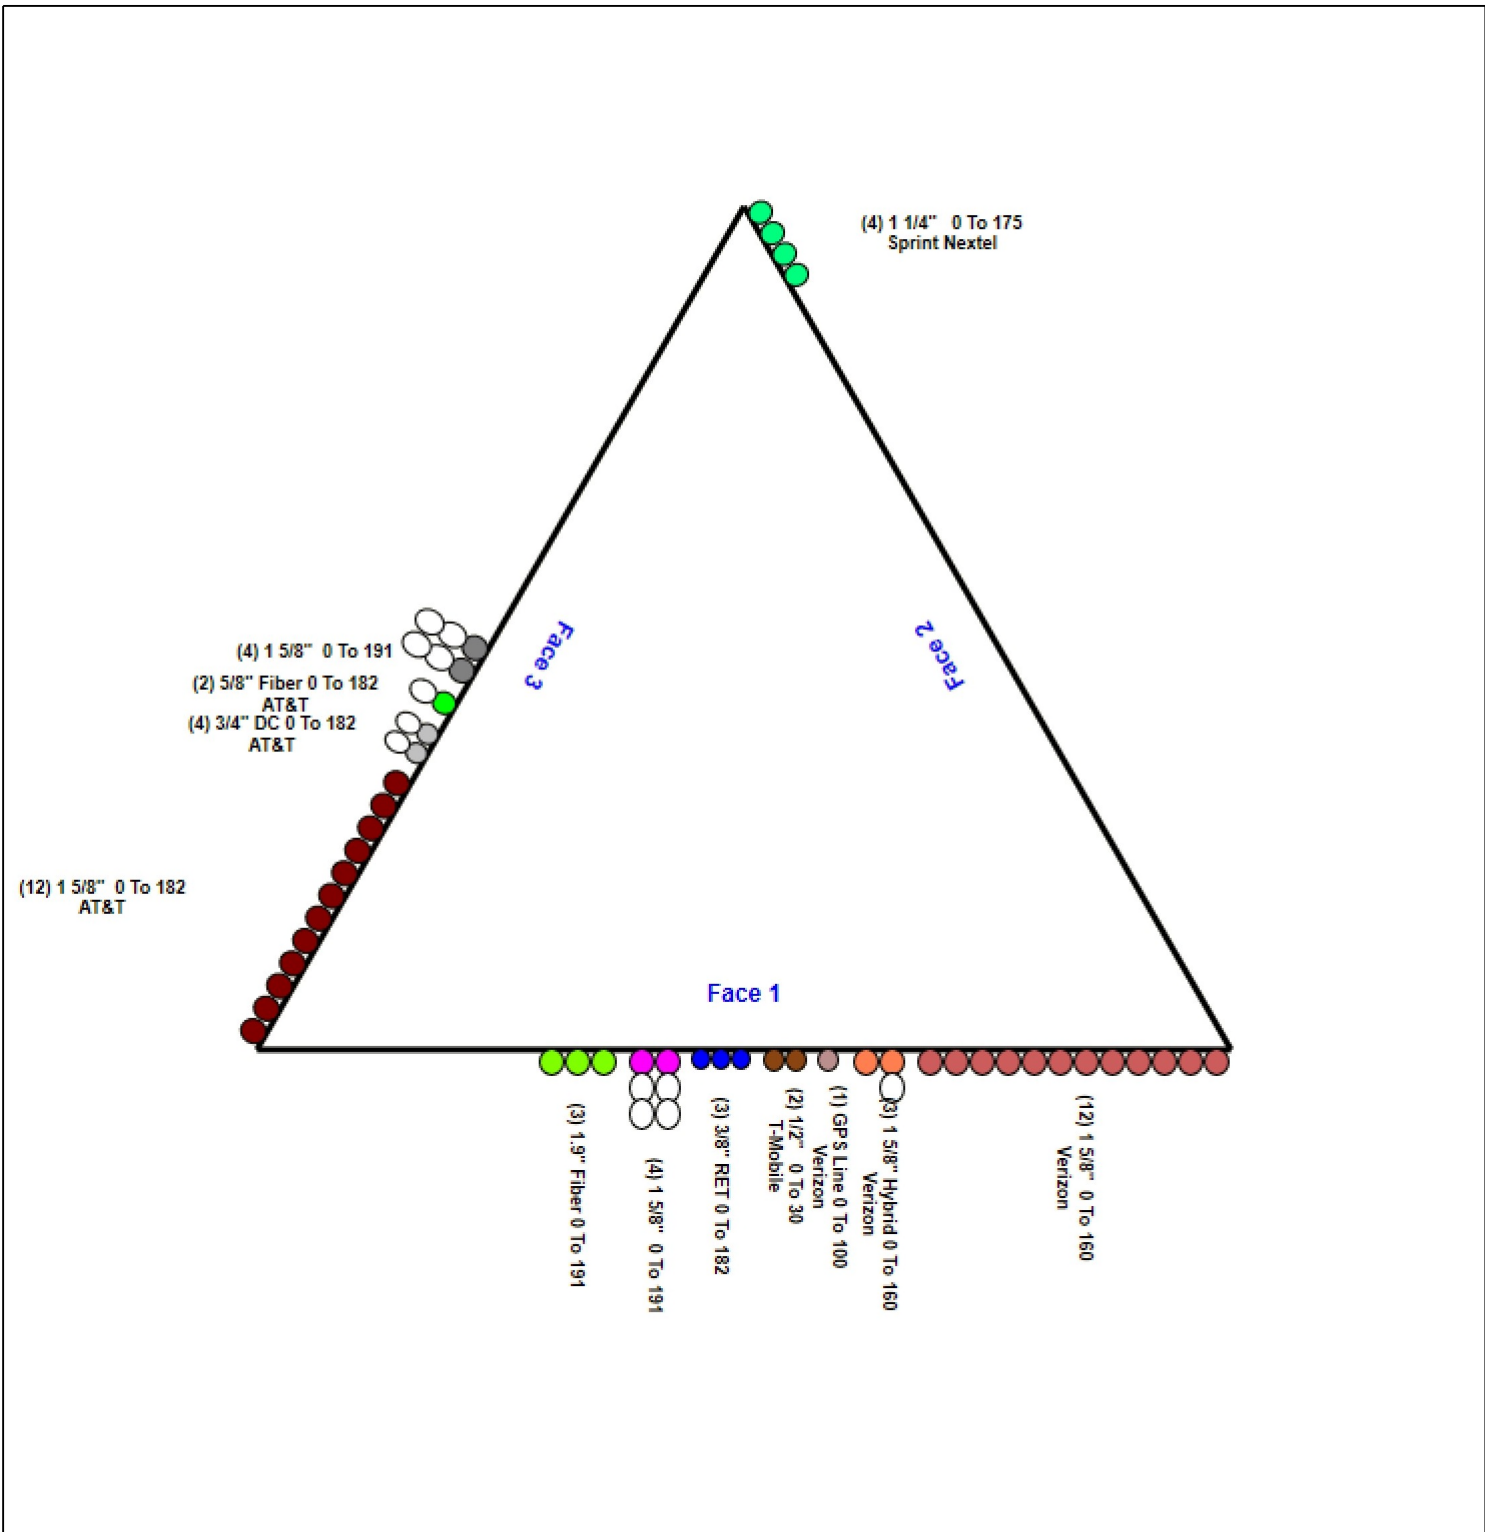 (4) 1 1/4"  0 To 175
Sprint Nextel
Face 3
Face 2
(4) 1 5/8"  0 To 191
(2) 5/8" Fiber 0 To 182
AT&T
(4) 3/4" DC 0 To 182
AT&T
(12) 1 5/8"  0 To 182
AT&T
Face 1
(3) 1.9" Fiber 0 To 191
(4) 1 5/8"  0 To 191
(3) 3/8" RET 0 To 182
(2) 1/2"  0 To 30
T-Mobile
(1) GPS Line 0 To 100
Verizon
(3) 1 5/8" Hybrid 0 To 160
Verizon
(12) 1 5/8"  0 To 160
Verizon